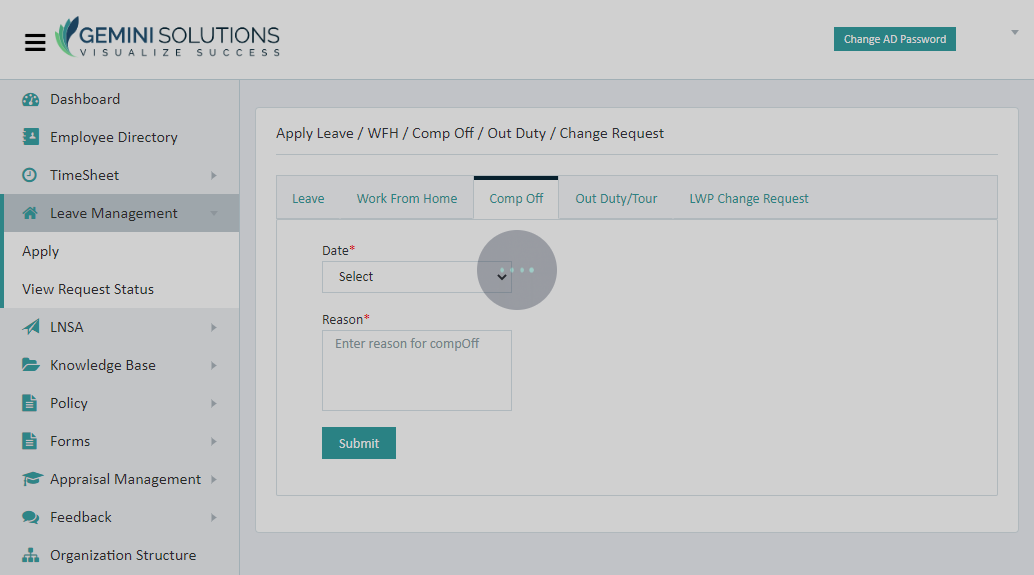 GEMINI SOLUTIONS
VISUALIZE SUCCESS
Change AD Password
Dashboard
Employee Directory
TimeSheet
Leave Management
Apply
View Request Status
LNSA
Knowledge Base
Policy
Forms
Appraisal Management
Feedback
Organization Structure
Apply Leave / WFH / Comp Off / Out Duty / Change Request
Leave Work From Home Comp Off Out Duty/Tour LWP Change Request
Date*
Select
Reason*
Enter reason for compOff
Submit